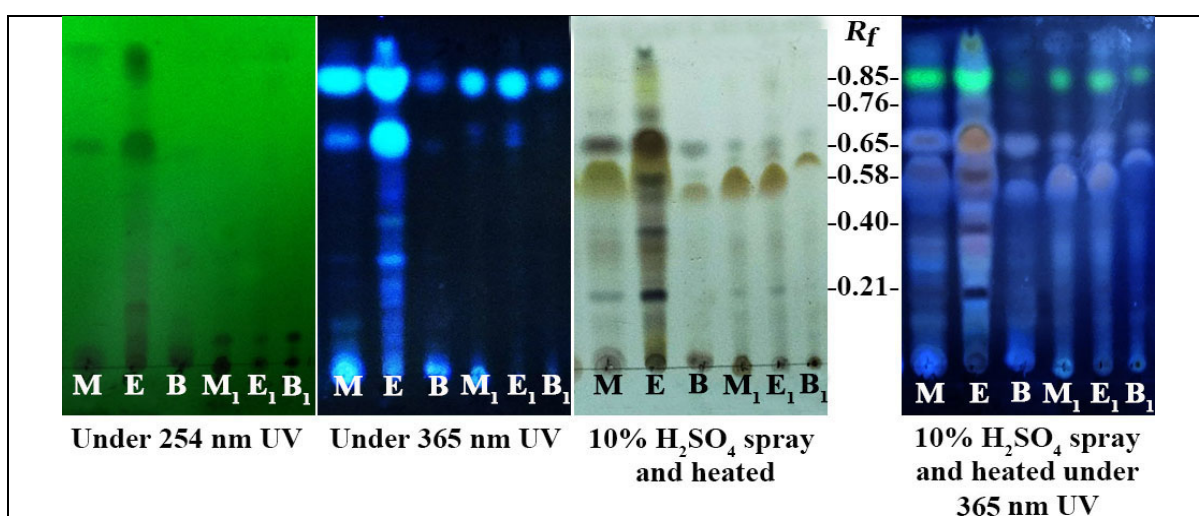 R_f
-0.85-
-0.76-
-0.65-
-0.58-
-0.40-
-0.21-
M E B M₁ E₁ B₁
M E B M₁ E₁ B₁
M E B M₁ E₁ B₁
M E B M₁ E₁ B₁
Under 254 nm UV
Under 365 nm UV
10% H₂SO₄ spray
and heated
10% H₂SO₄ spray
and heated under
365 nm UV